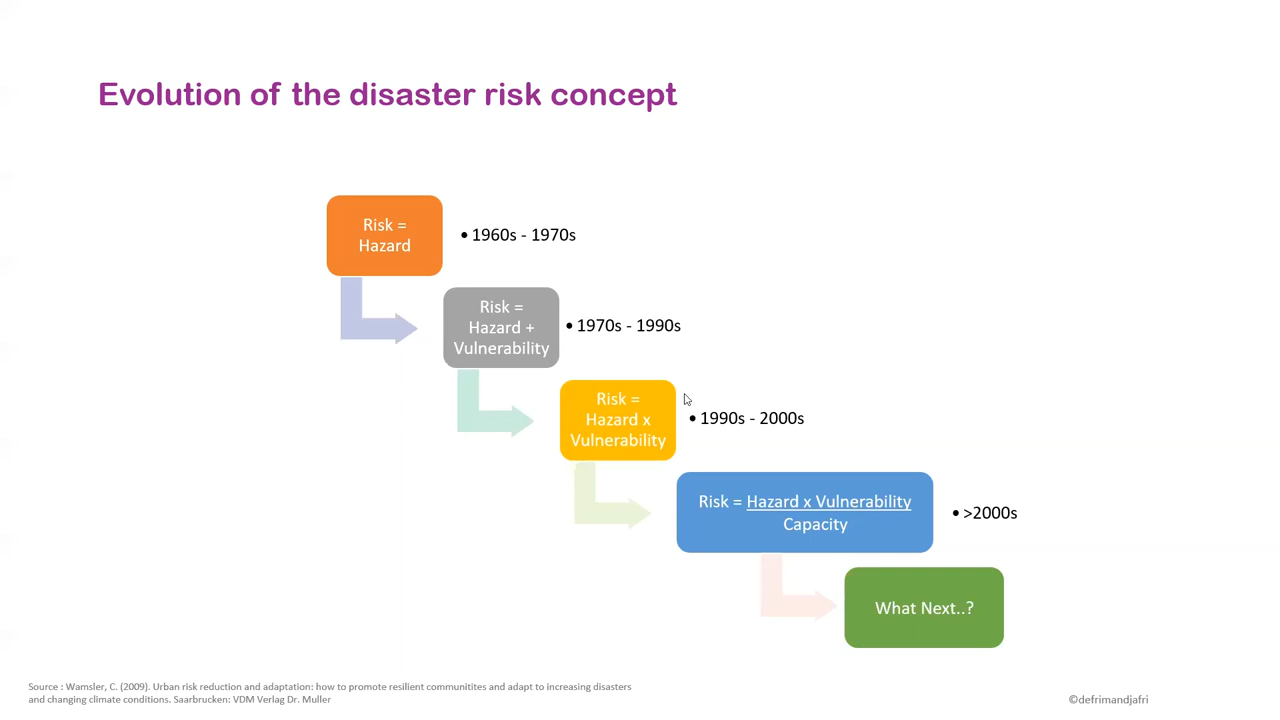 Evolution of the disaster risk concept
Risk =
Hazard
• 1960s - 1970s
Risk =
Hazard +
Vulnerability
• 1970s - 1990s
Risk =
Hazard x
Vulnerability
• 1990s - 2000s
Risk = Hazard x Vulnerability
Capacity
• >2000s
What Next..?
Source : Wamsler, C. (2009). Urban risk reduction and adaptation: how to promote resilient communitites and adapt to increasing disasters
and changing climate conditions. Saarbrucken: VDM Verlag Dr. Muller
©defrimandjafri